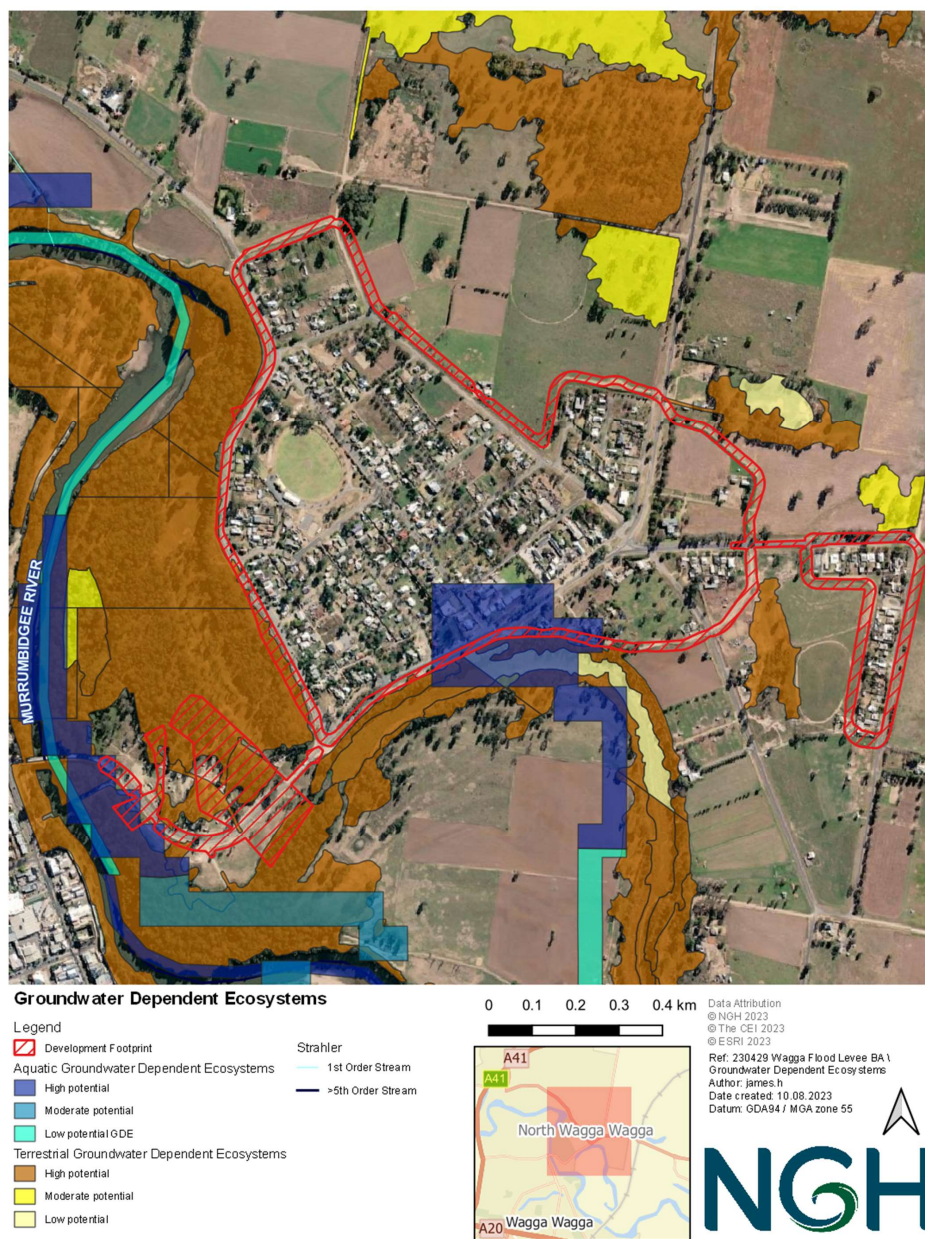 MURRUMBIDGEE RIVER
Groundwater Dependent Ecosystems
Legend
Development Footprint
Aquatic Groundwater Dependent Ecosystems
High potential
Moderate potential
Low potential GDE
Terrestrial Groundwater Dependent Ecosystems
High potential
Moderate potential
Low potential
Strahler
1st Order Stream
>5th Order Stream
0 0.1 0.2 0.3 0.4 km
A41
A41
North Wagga Wagga
A20
Wagga Wagga
Data Attribution
© NGH 2023
© The CEI 2023
© ESRI 2023
Ref: 230429 Wagga Flood Levee BA \
Groundwater Dependent Ecosystems
Author: james.h
Date created: 10.08.2023
Datum: GDA94 / MGA zone 55
NGH